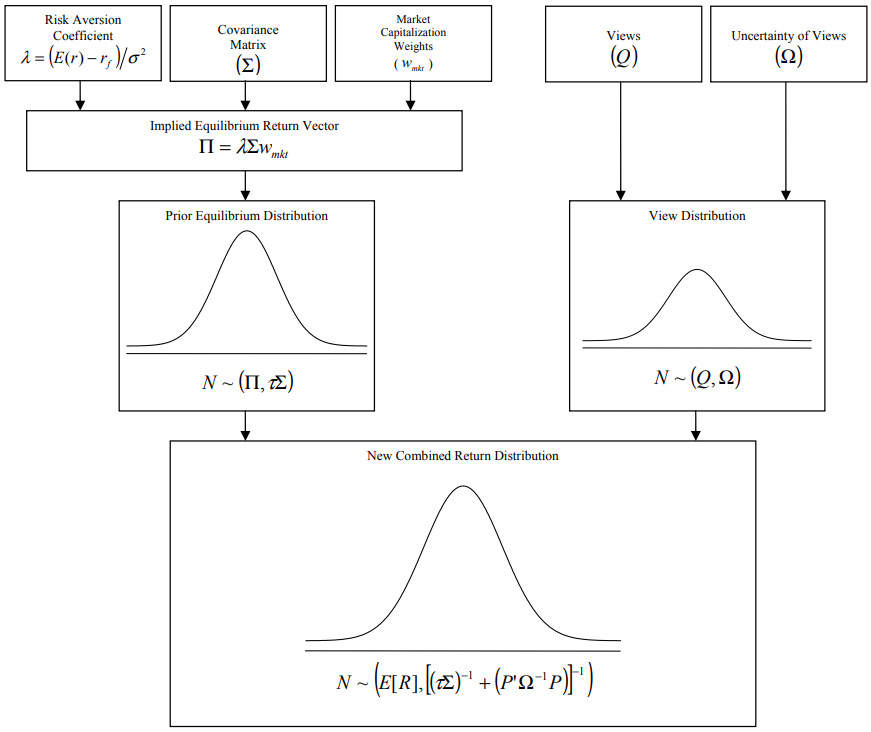 Risk Aversion
Coefficient
λ = (E(r) − r_f)/σ²
Covariance
Matrix
(Σ)
Market
Capitalization
Weights
( w_mkt )
Views
(Q)
Uncertainty of Views
(Ω)
Implied Equilibrium Return Vector
Π = λΣw_mkt
Prior Equilibrium Distribution
N ~ (Π, τΣ)
View Distribution
N ~ (Q, Ω)
New Combined Return Distribution
N ~ (E[R], [(τΣ)⁻¹ + (P'Ω⁻¹P)]⁻¹)